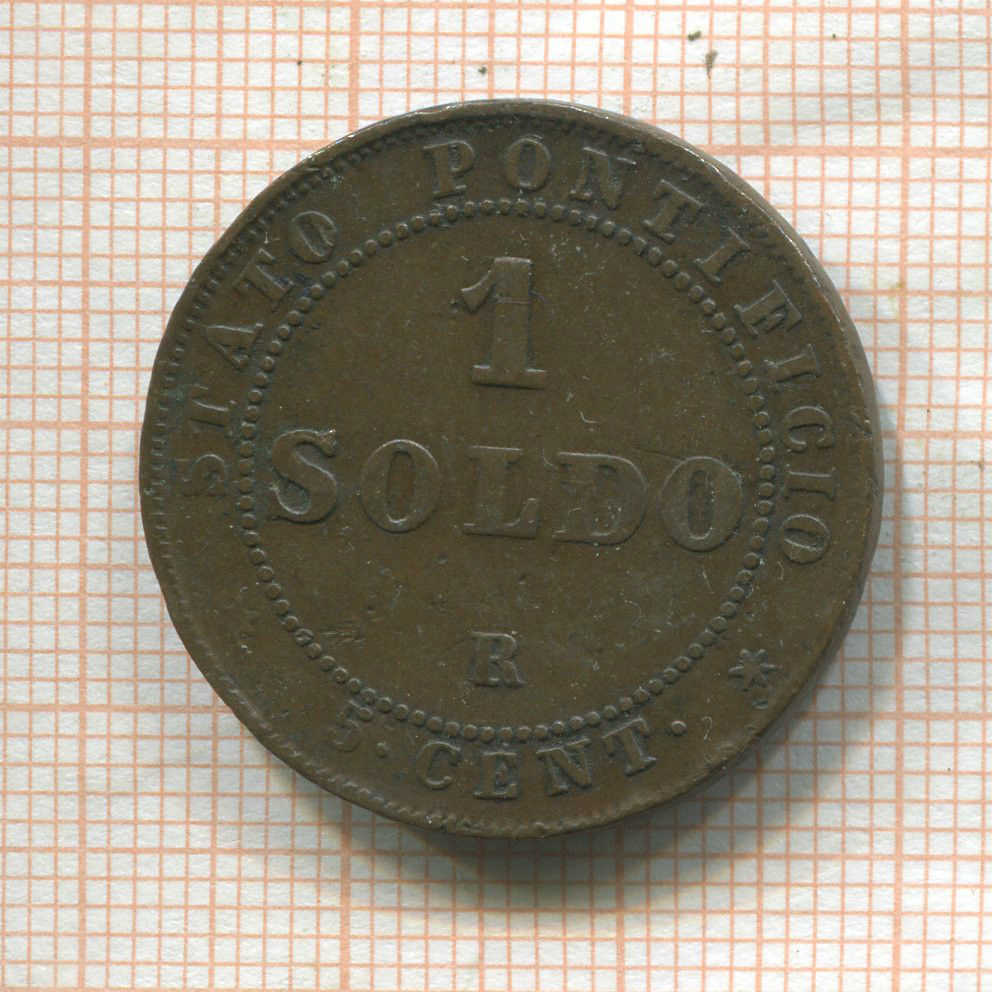 STATO PONTIFICIO
1
SOLDO
R
5. CENT.